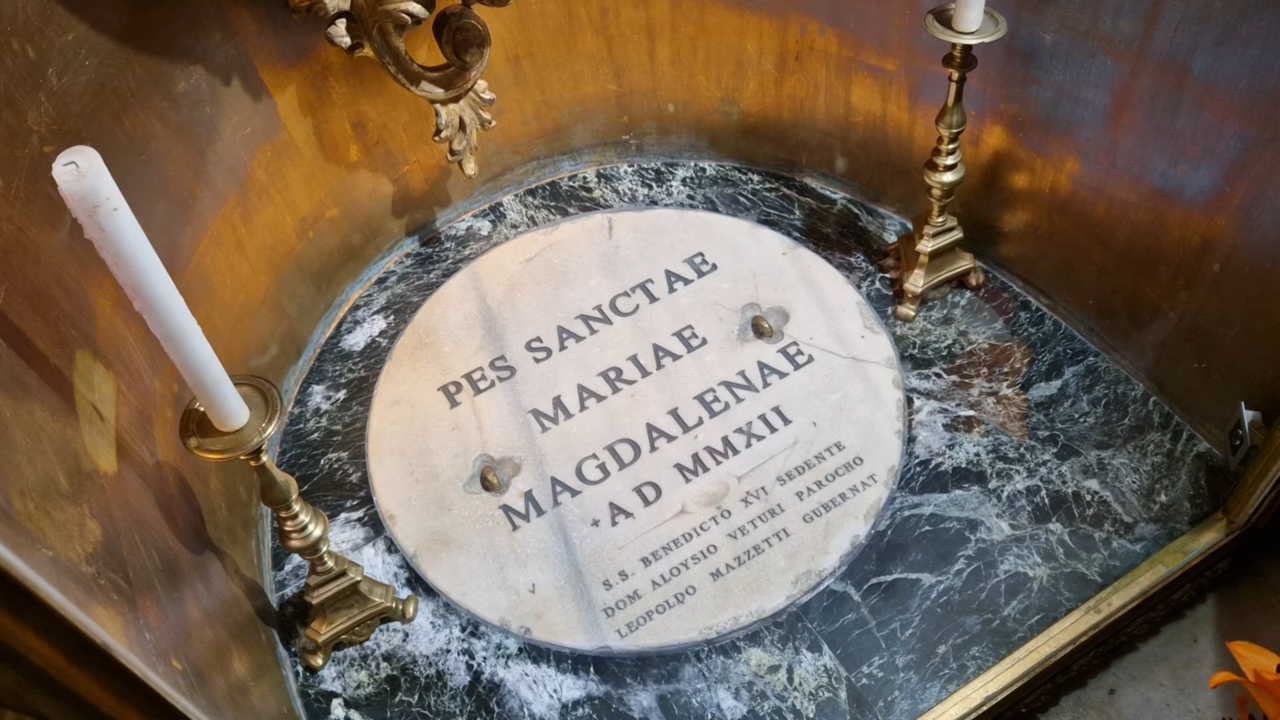 PES SANCTAE
MARIAE
MAGDALENAE
+A D MMXII
S.S. BENEDICTO XVI SEDENTE
DOM ALOYSIO VETURI PAROCHO
LEOPOLDO MAZZETTI GUBERNAT